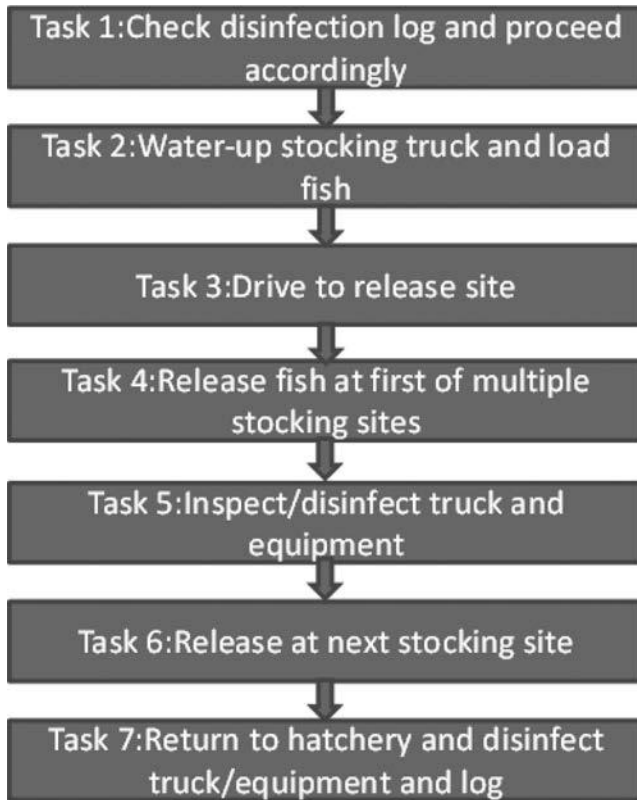 Task 1:Check disinfection log and proceed
accordingly
Task 2:Water-up stocking truck and load
fish
Task 3:Drive to release site
Task 4:Release fish at first of multiple
stocking sites
Task 5:Inspect/disinfect truck and
equipment
Task 6:Release at next stocking site
Task 7:Return to hatchery and disinfect
truck/equipment and log